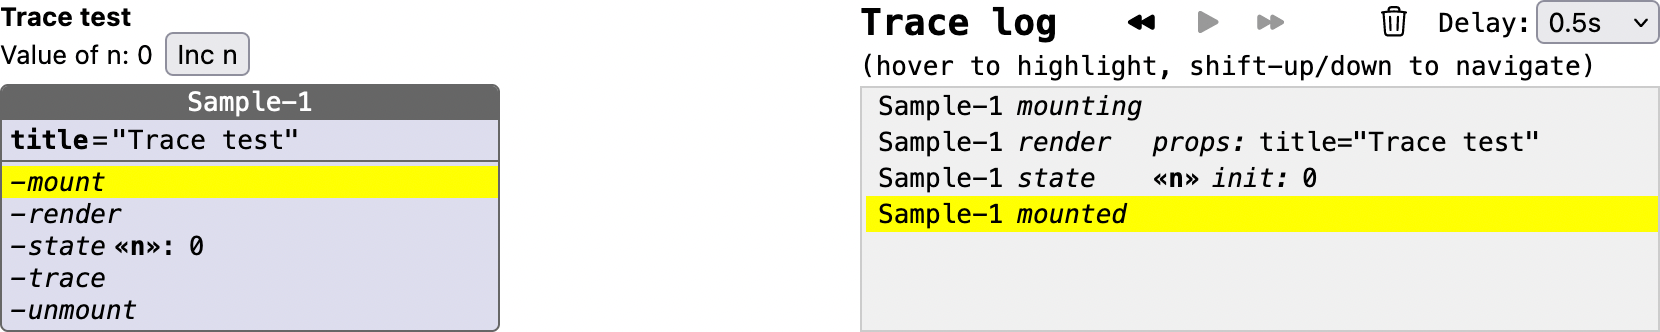 Trace test
Value of n: 0 Inc n
Sample-1
title="Trace test"
-mount
-render
-state «n»: 0
-trace
-unmount
Trace log Delay: 0.5s
(hover to highlight, shift-up/down to navigate)
Sample-1 mounting
Sample-1 render props: title="Trace test"
Sample-1 state «n» init: 0
Sample-1 mounted